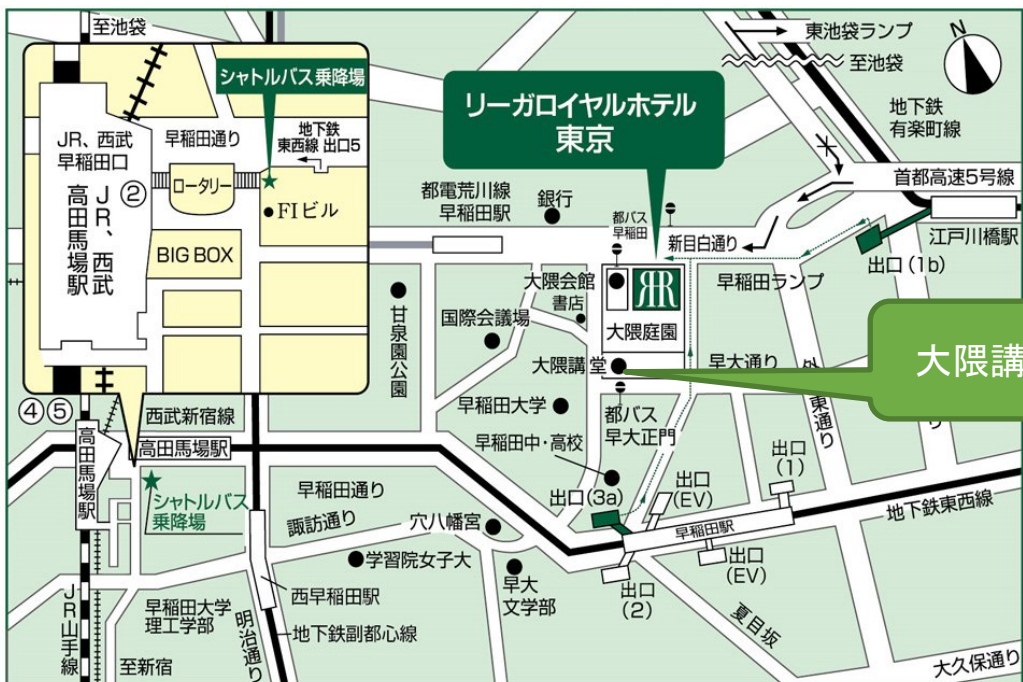 至池袋
シャトルバス乗降場
JR、西武
早稲田口
②
早稲田通り
地下鉄
東西線 出口5
ロータリー
FIビル
BIG BOX
JR、西武
高田馬場駅
リーガロイヤルホテル
東京
東池袋ランプ
至池袋
N
地下鉄
有楽町線
首都高速5号線
江戸川橋駅
出口(1b)
都電荒川線
早稲田駅
銀行
都バス
早稲田
新目白通り
早稲田ランプ
大隈会館
書店
RR
大隈庭園
甘泉園公園
国際会議場
大隈講堂
早大通り
大隈講
早稲田大学
都バス
早大正門
早稲田中・高校
④⑤
西武新宿線
高田馬場駅
高田馬場駅
シャトルバス
乗降場
早稲田通り
諏訪通り
穴八幡宮
出口(3a)
出口
(EV)
出口
(1)
早稲田駅
地下鉄東西線
学習院女子大
早大
文学部
出口
(2)
出口
(EV)
西早稲田駅
早稲田大学
理工学部
地下鉄副都心線
明治通り
JR山手線
至新宿
夏目坂
大久保通り